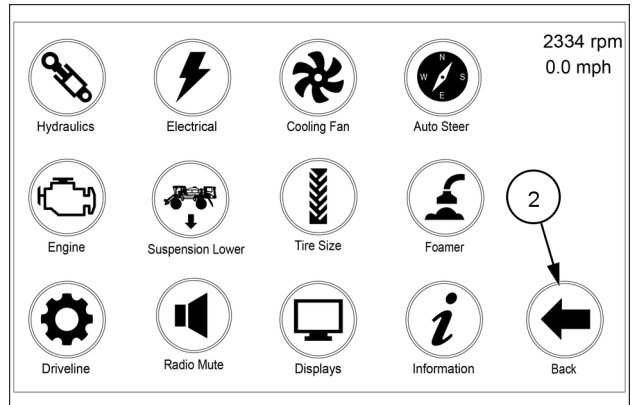 2334 rpm
0.0 mph
N
W S
E
Hydraulics
Electrical
Cooling Fan
Auto Steer
2
Engine
Suspension Lower
Tire Size
Foamer
i
Driveline
Radio Mute
Displays
Information
Back